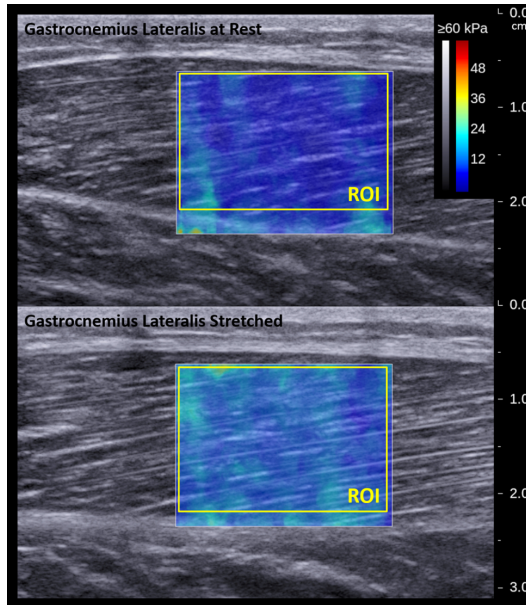 Gastrocnemius Lateralis at Rest
≥60 kPa
48
36
24
12
ROI
0.0
cm
1.0
2.0
Gastrocnemius Lateralis Stretched
ROI
0.0
1.0
2.0
3.0